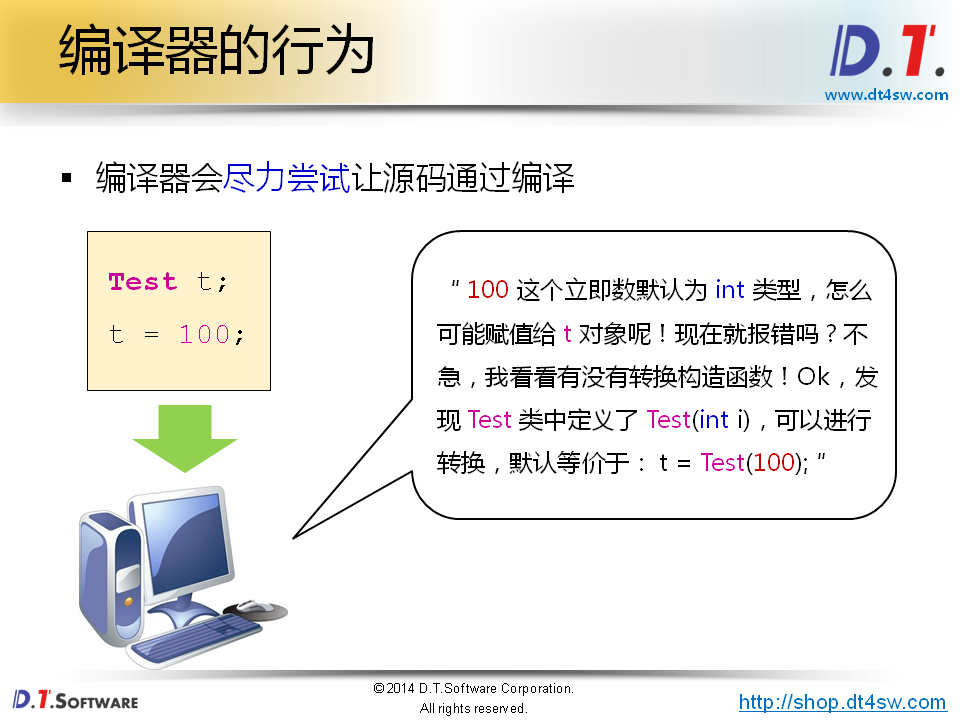 编译器的行为
D.T.
www.dt4sw.com
▪ 编译器会尽力尝试让源码通过编译
Test t;
t = 100;
“ 100 这个立即数默认为 int 类型，怎么
可能赋值给 t 对象呢！现在就报错吗？不
急，我看看有没有转换构造函数！Ok，发
现 Test 类中定义了 Test(int i)，可以进行
转换，默认等价于： t = Test(100); ”
D.T.SOFTWARE
©2014 D.T.Software Corporation.
All rights reserved.
http://shop.dt4sw.com